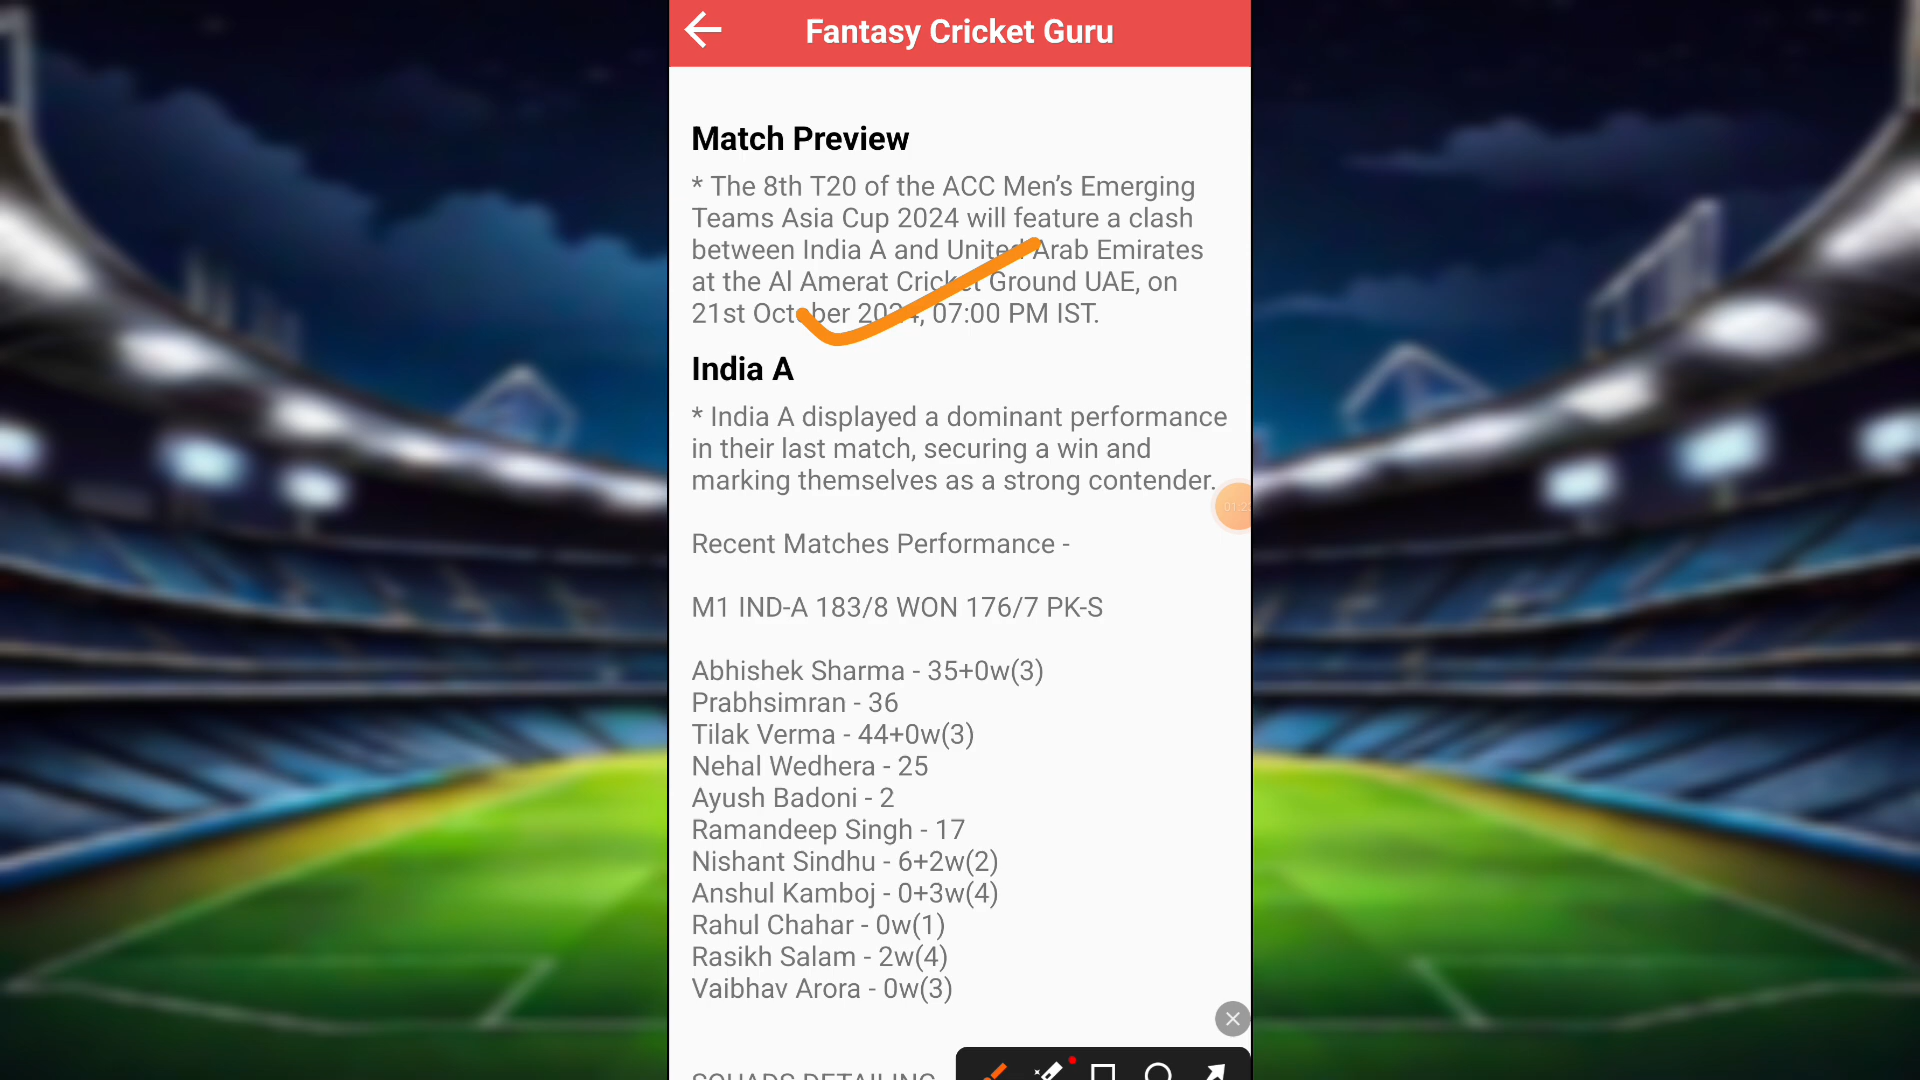 Fantasy Cricket Guru
Match Preview
* The 8th T20 of the ACC Men’s Emerging
Teams Asia Cup 2024 will feature a clash
between India A and United Arab Emirates
at the Al Amerat Cricket Ground UAE, on
21st October 2024, 07:00 PM IST.
India A
* India A displayed a dominant performance
in their last match, securing a win and
marking themselves as a strong contender.
Recent Matches Performance -
M1 IND-A 183/8 WON 176/7 PK-S
Abhishek Sharma - 35+0w(3)
Prabhsimran - 36
Tilak Verma - 44+0w(3)
Nehal Wedhera - 25
Ayush Badoni - 2
Ramandeep Singh - 17
Nishant Sindhu - 6+2w(2)
Anshul Kamboj - 0+3w(4)
Rahul Chahar - 0w(1)
Rasikh Salam - 2w(4)
Vaibhav Arora - 0w(3)
SQUADS DETAILING